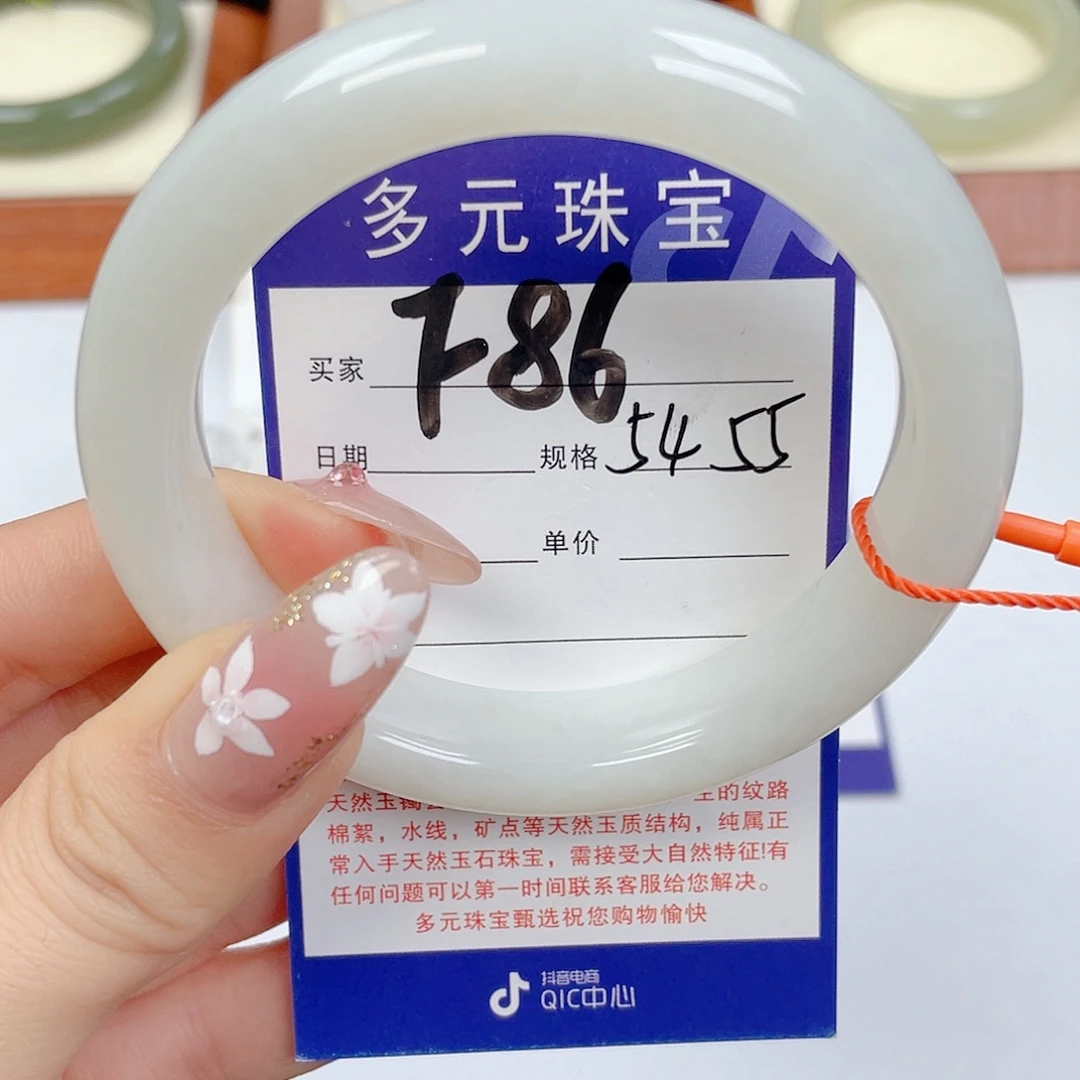 多元珠宝
买家 F86
日期 规格 54 55
单价
天然玉镯 的纹路
棉絮，水线，矿点等天然玉质结构，纯属正
常入手天然玉石珠宝，需接受大自然特征!有
任何问题可以第一时间联系客服给您解决。
多元珠宝甄选祝您购物愉快
抖音电商
QIC中心